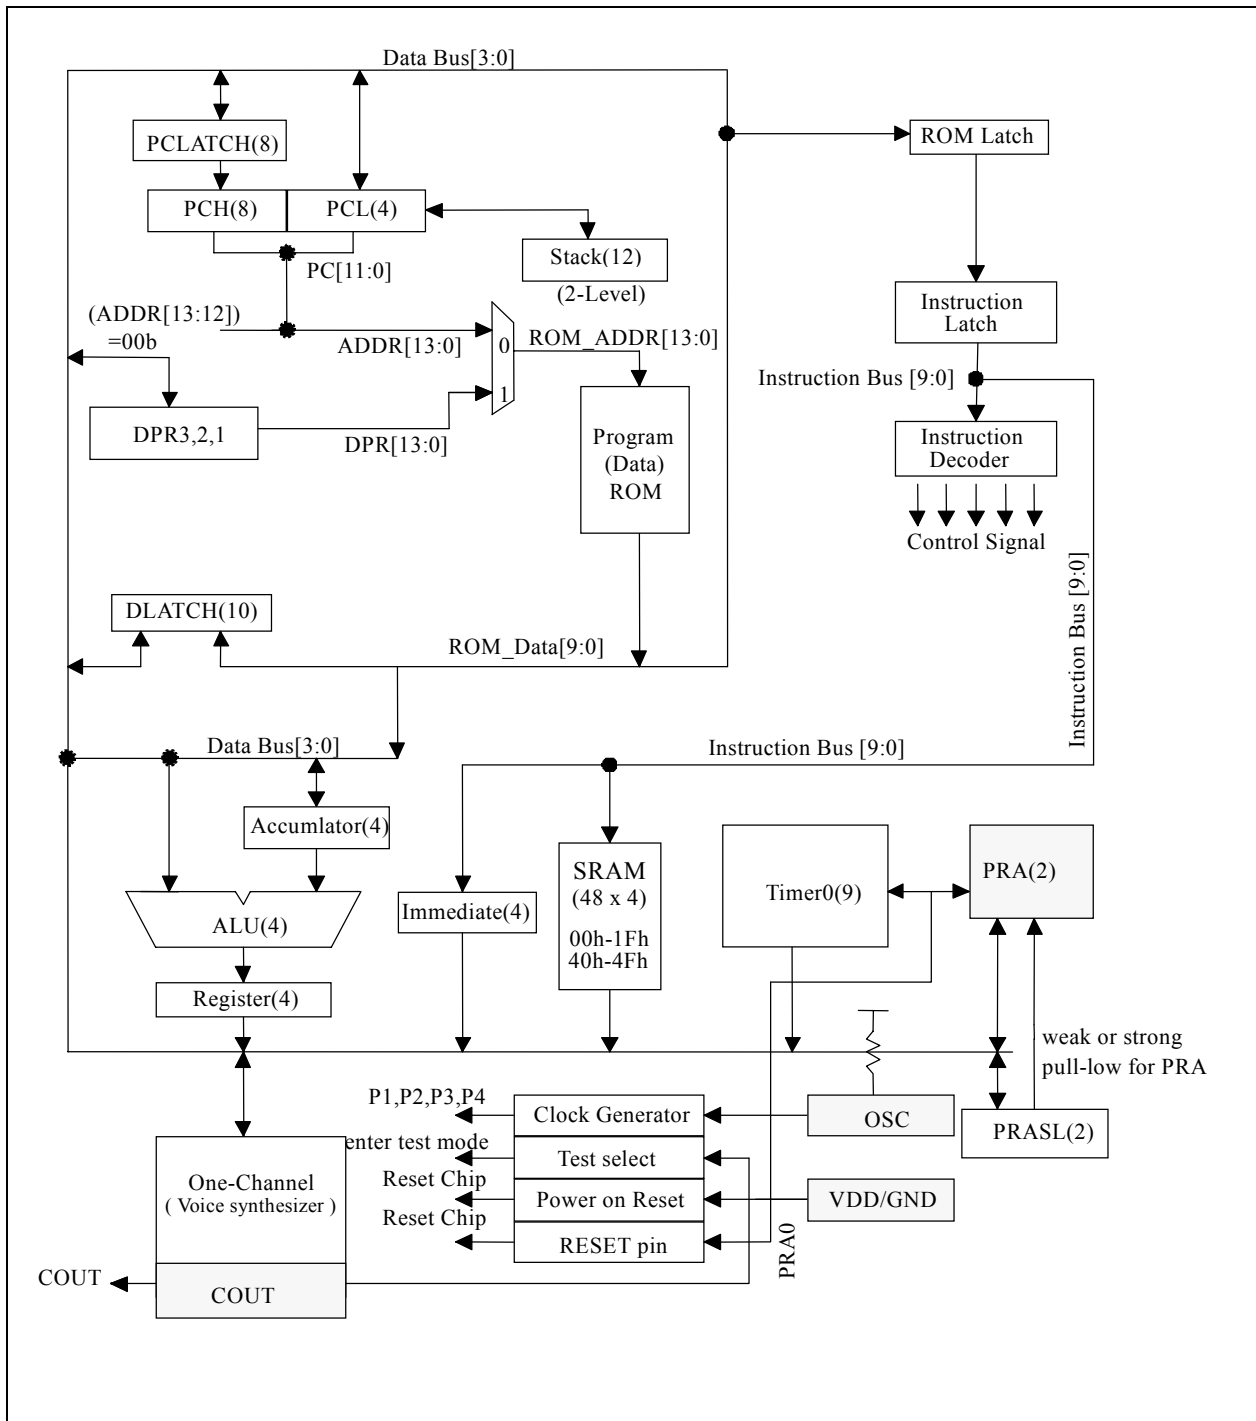 Data Bus[3:0]
PCLATCH(8)
ROM Latch
PCH(8)
PCL(4)
Stack(12)
(2-Level)
PC[11:0]
(ADDR[13:12])
=00b
ADDR[13:0]
0
1
ROM_ADDR[13:0]
Instruction
Latch
Instruction Bus [9:0]
DPR3,2,1
DPR[13:0]
Program
(Data)
ROM
Instruction
Decoder
Control Signal
Instruction Bus [9:0]
DLATCH(10)
ROM_Data[9:0]
Data Bus[3:0]
Instruction Bus [9:0]
Accumlator(4)
ALU(4)
Register(4)
Immediate(4)
SRAM
(48 x 4)
00h-1Fh
40h-4Fh
Timer0(9)
PRA(2)
weak or strong
pull-low for PRA
P1,P2,P3,P4
Clock Generator
OSC
PRASL(2)
enter test mode
Test select
Reset Chip
Power on Reset
VDD/GND
Reset Chip
RESET pin
PRA0
One-Channel
( Voice synthesizer )
COUT
COUT